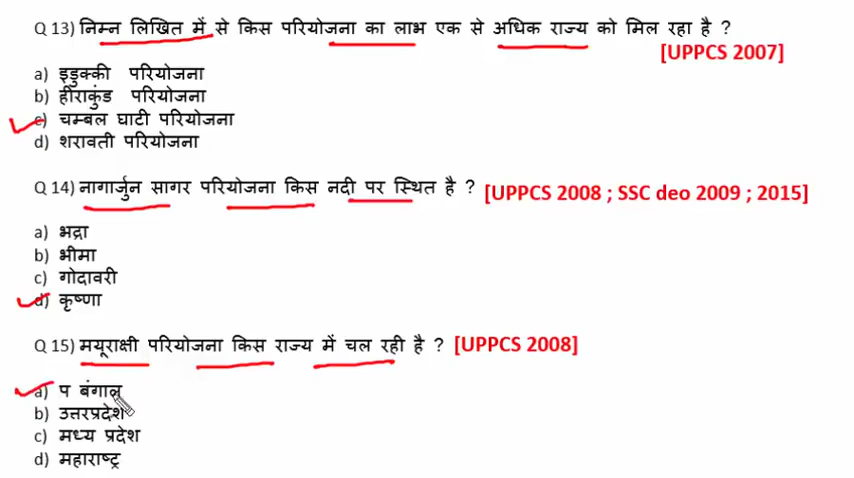 Q 13) निम्न लिखित में से किस परियोजना का लाभ एक से अधिक राज्य को मिल रहा है ?
[UPPCS 2007]
a) इडुक्की परियोजना
b) हीराकुंड परियोजना
c) चम्बल घाटी परियोजना
d) शरावती परियोजना
Q 14) नागार्जुन सागर परियोजना किस नदी पर स्थित है ? [UPPCS 2008 ; SSC deo 2009 ; 2015]
a) भद्रा
b) भीमा
c) गोदावरी
d) कृष्णा
Q 15) मयूराक्षी परियोजना किस राज्य में चल रही है ? [UPPCS 2008]
a) प बंगाल
b) उत्तरप्रदेश
c) मध्य प्रदेश
d) महाराष्ट्र